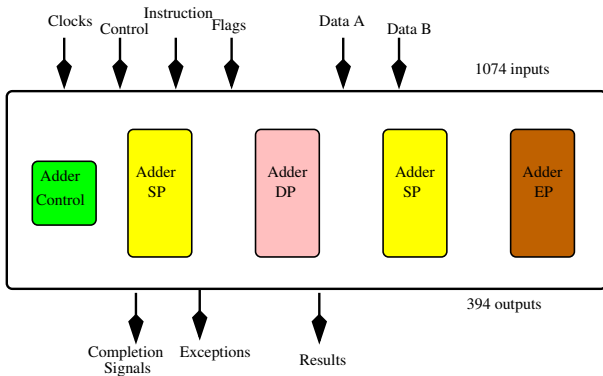 Clocks
Control
Instruction
Flags
Data A
Data B
1074 inputs
Adder
Control
Adder
SP
Adder
DP
Adder
SP
Adder
EP
394 outputs
Completion
Signals
Exceptions
Results